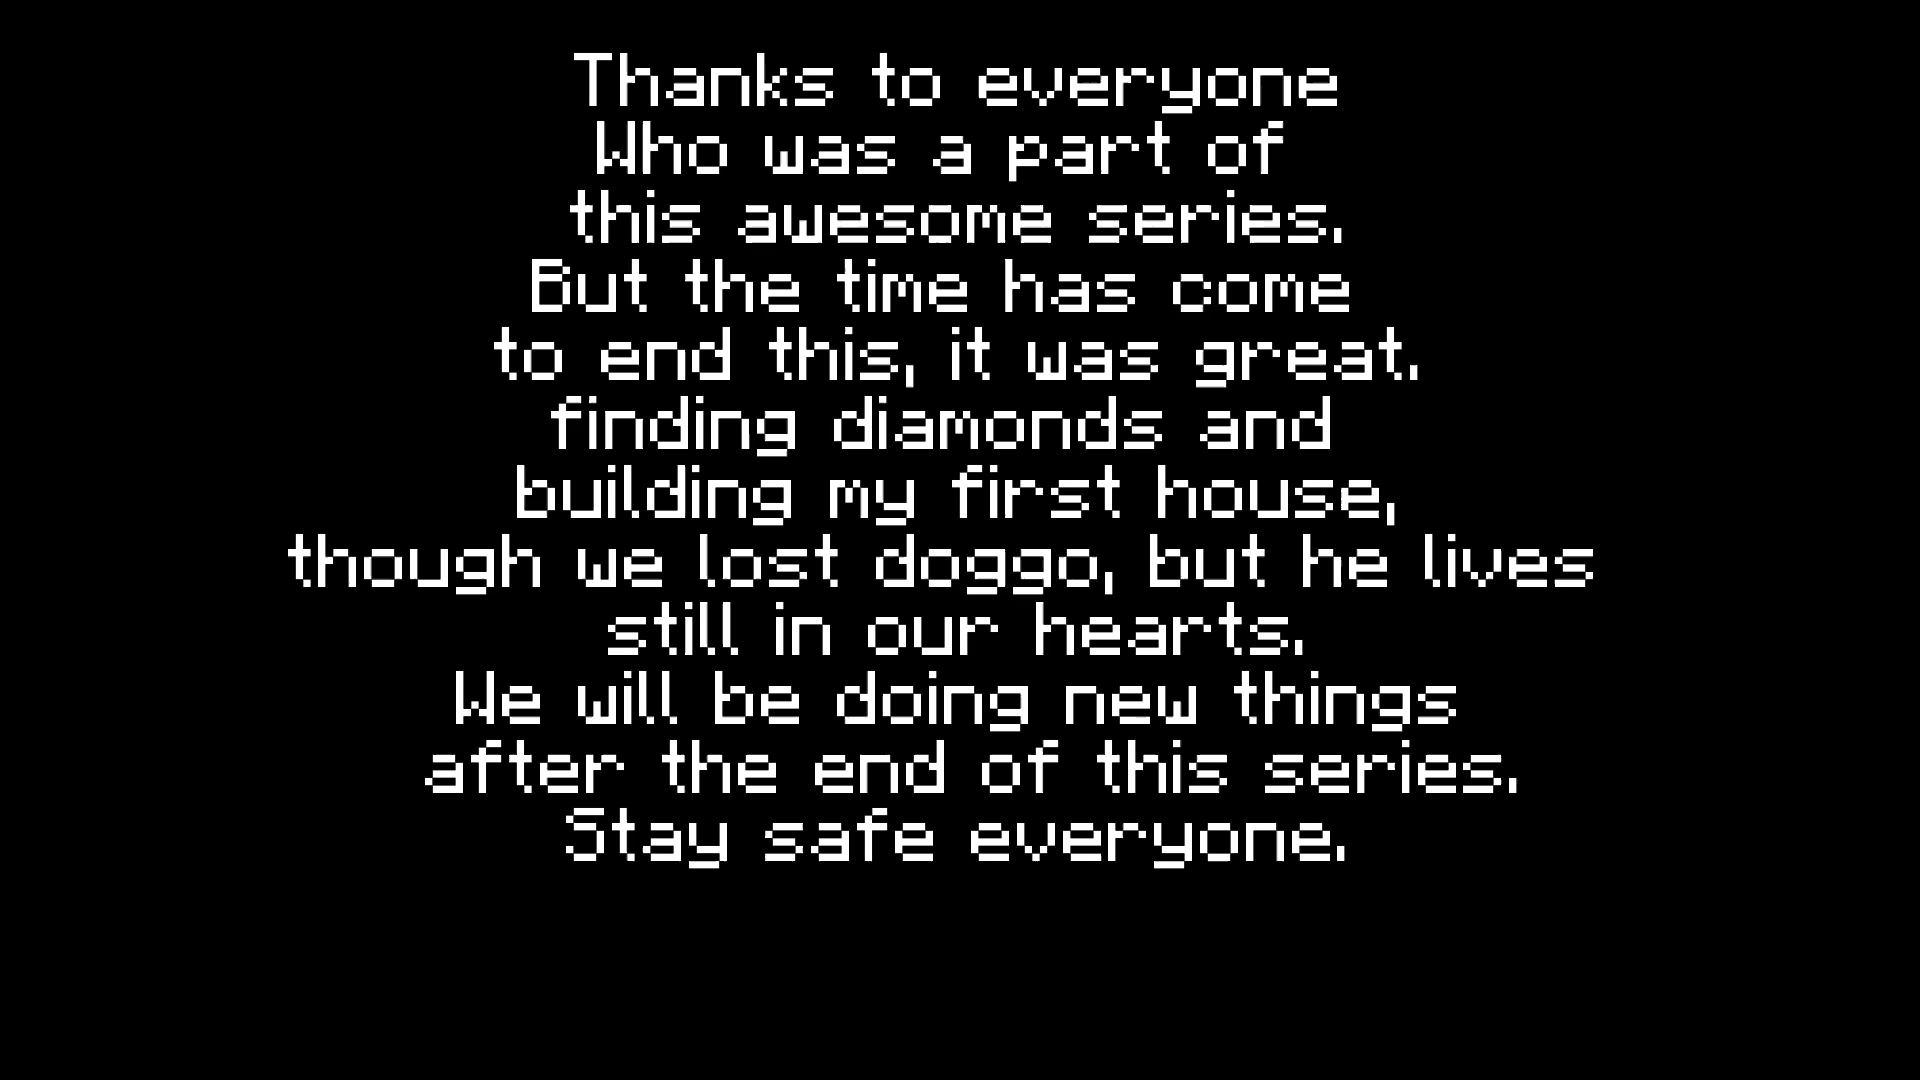 Thanks to everyone
Who was a part of
this awesome series.
But the time has come
to end this, it was great.
finding diamonds and
building my first house,
though we lost doggo, but he lives
still in our hearts.
We will be doing new things
after the end of this series.
Stay safe everyone.